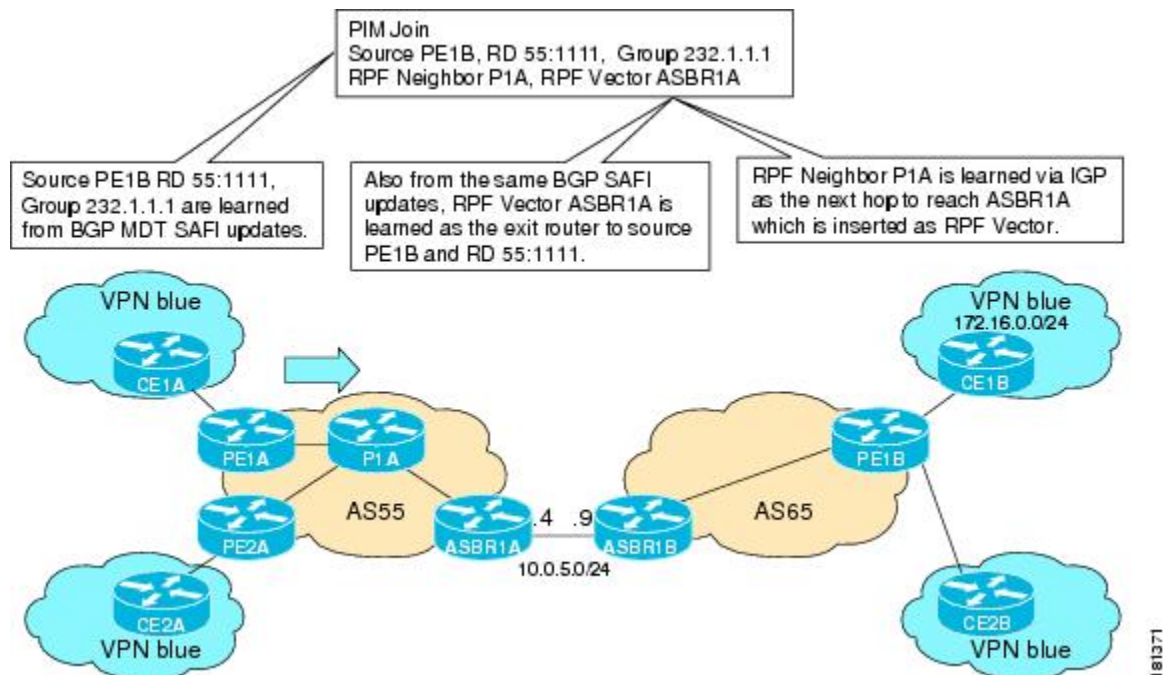 PIM Join
Source PE1B, RD 55:1111, Group 232.1.1.1
RPF Neighbor P1A, RPF Vector ASBR1A
Source PE1B RD 55:1111,
Group 232.1.1.1 are learned
from BGP MDT SAFI updates.
Also from the same BGP SAFI
updates, RPF Vector ASBR1A is
learned as the exit router to source
PE1B and RD 55:1111.
RPF Neighbor P1A is learned via IGP
as the next hop to reach ASBR1A
which is inserted as RPF Vector.
VPN blue
CE1A
VPN blue
172.16.0.0/24
CE1B
PE1A
P1A
PE1B
PE2A
AS55
ASBR1A
.4 .9
ASBR1B
AS65
10.0.5.0/24
CE2A
VPN blue
CE2B
VPN blue
181371